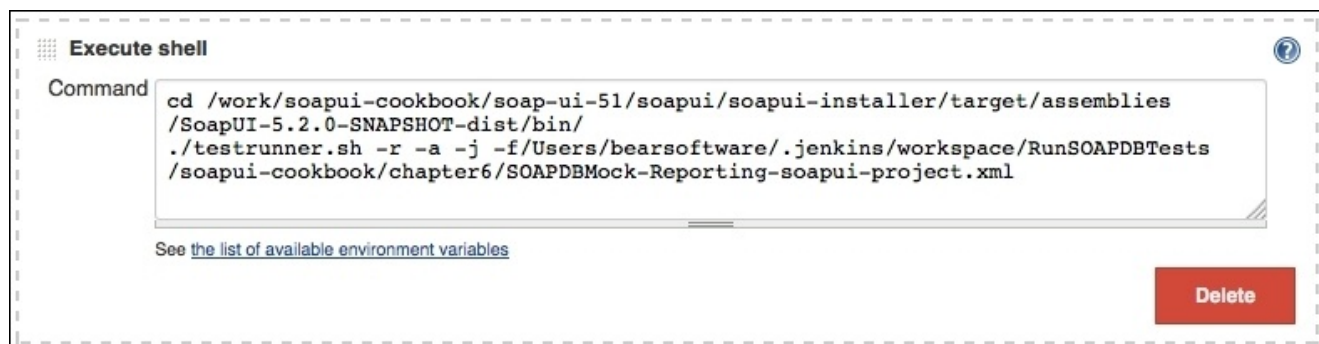 Execute shell
?
Command
cd /work/soapui-cookbook/soap-ui-51/soapui/soapui-installer/target/assemblies
/SoapUI-5.2.0-SNAPSHOT-dist/bin/
./testrunner.sh -r -a -j -f/Users/bearsoftware/.jenkins/workspace/RunSOAPDBTests
/soapui-cookbook/chapter6/SOAPDBMock-Reporting-soapui-project.xml
See the list of available environment variables
Delete